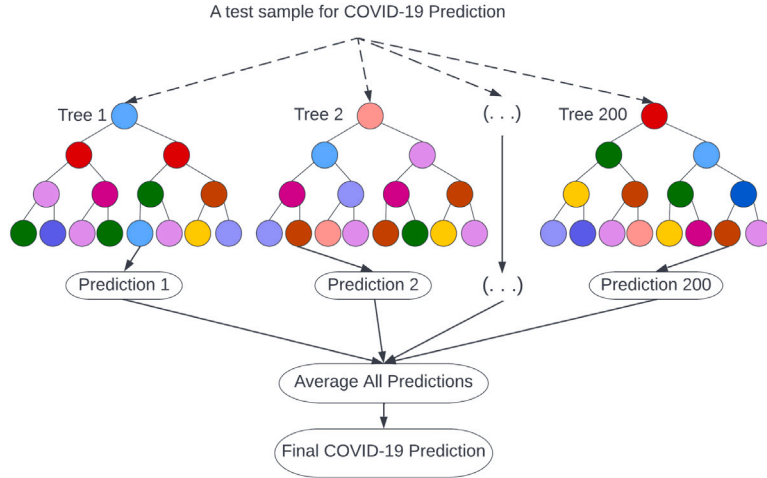 A test sample for COVID-19 Prediction
Tree 1
Tree 2
(. . .)
Tree 200
Prediction 1
Prediction 2
(. . .)
Prediction 200
Average All Predictions
Final COVID-19 Prediction